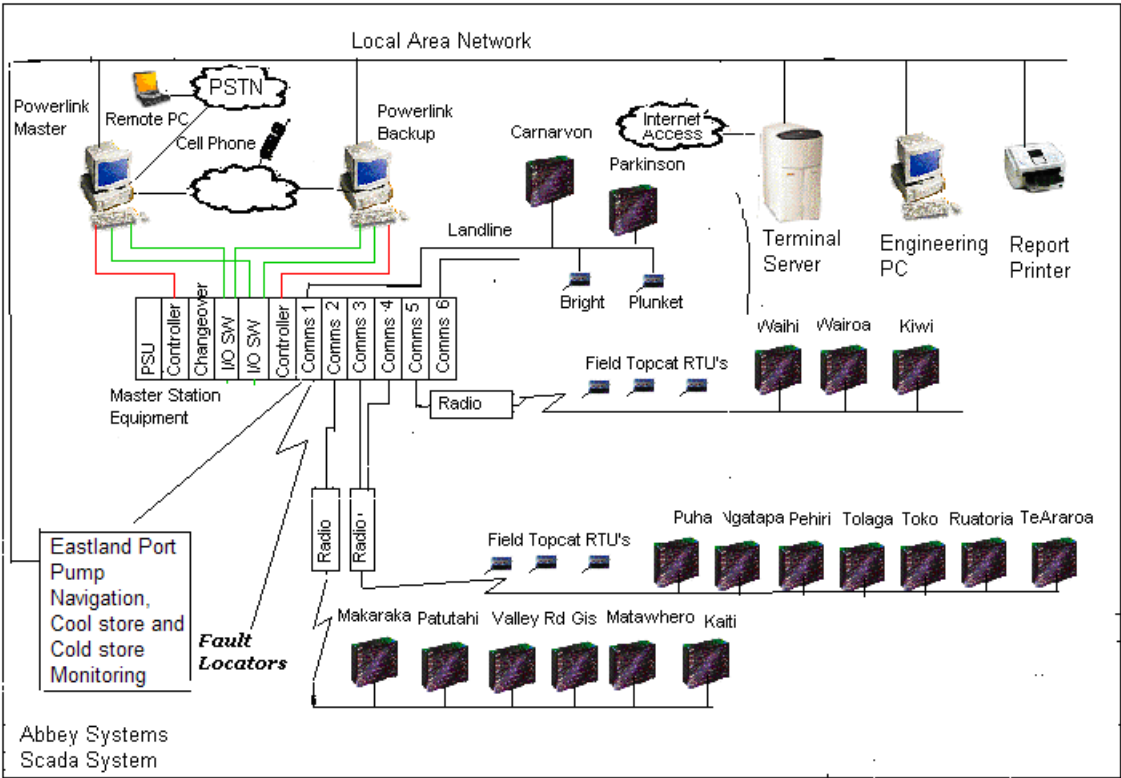 Local Area Network
Powerlink
Master
Remote PC
PSTN
Cell Phone
Powerlink
Backup
Carnarvon
Internet
Access
Parkinson
Landline
Terminal
Server
Engineering
PC
Report
Printer
Bright
Plunket
PSU
Controller
Changeover
I/O SW
I/O SW
Controller
Comms 1
Comms 2
Comms 3
Comms 4
Comms 5
Comms 6
Master Station
Equipment
Radio
Field Topcat RTU's
Waihi
Wairoa
Kiwi
Radio
Radio
Field Topcat RTU's
Puha
Ngatapa
Pehiri
Tolaga
Toko
Ruatoria
TeAraroa
Eastland Port
Pump
Navigation,
Cool store and
Cold store
Monitoring
Fault
Locators
Makaraka
Patutahi
Valley Rd
Gis
Matawhero
Kaiti
Abbey Systems
Scada System